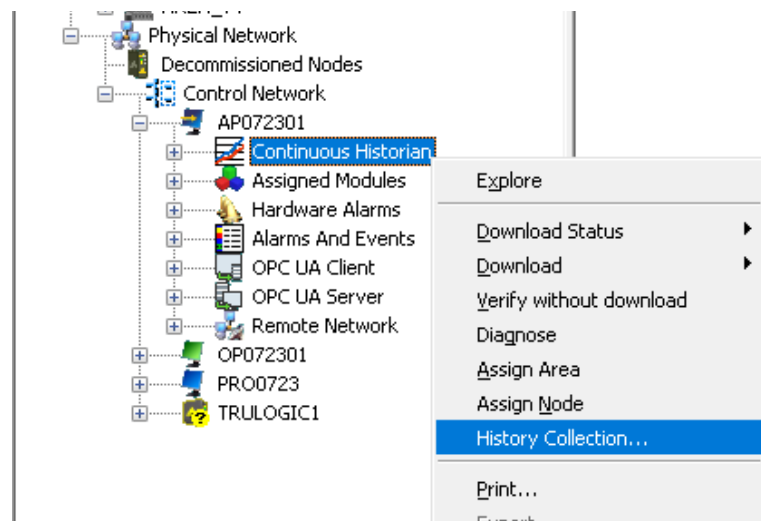 Physical Network
Decommissioned Nodes
Control Network
AP072301
Continuous Historian
Assigned Modules
Hardware Alarms
Alarms And Events
OPC UA Client
OPC UA Server
Remote Network
OP072301
PRO0723
TRULOGIC1
Explore
Download Status
Download
Verify without download
Diagnose
Assign Area
Assign Node
History Collection...
Print...